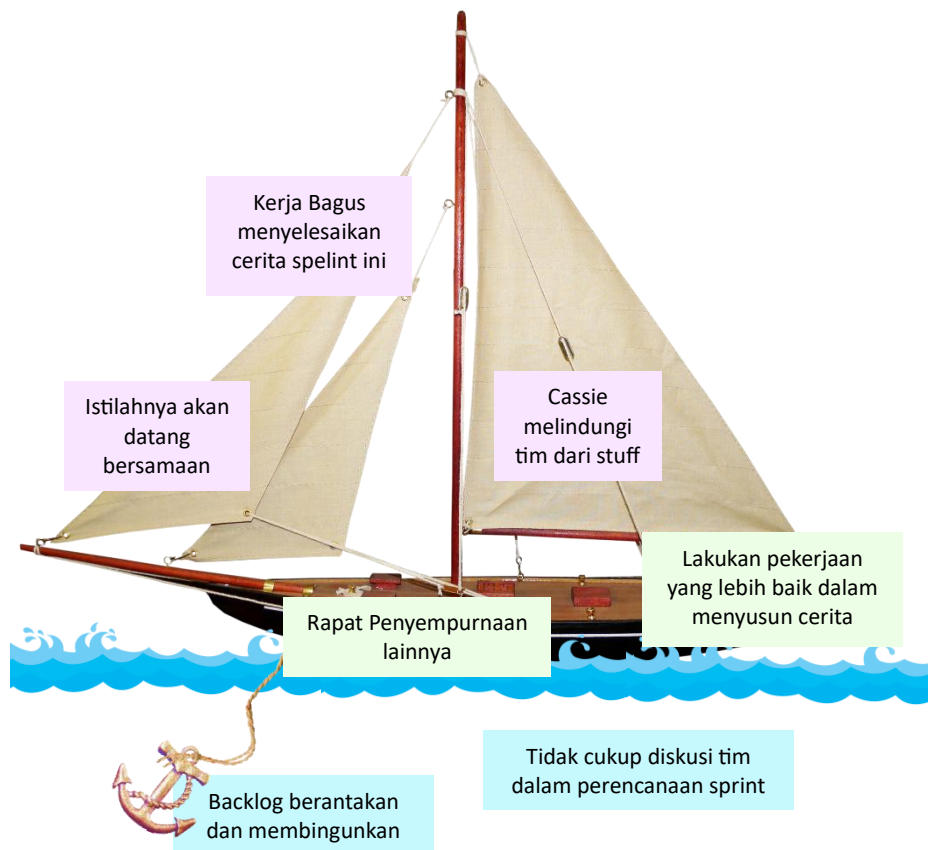 Kerja Bagus
menyelesaikan
cerita spelint ini
Istilahnya akan
datang
bersamaan
Cassie
melindungi
tim dari stuff
Lakukan pekerjaan
yang lebih baik dalam
menyusun cerita
Rapat Penyempurnaan
lainnya
Tidak cukup diskusi tim
dalam perencanaan sprint
Backlog berantakan
dan membingunkan